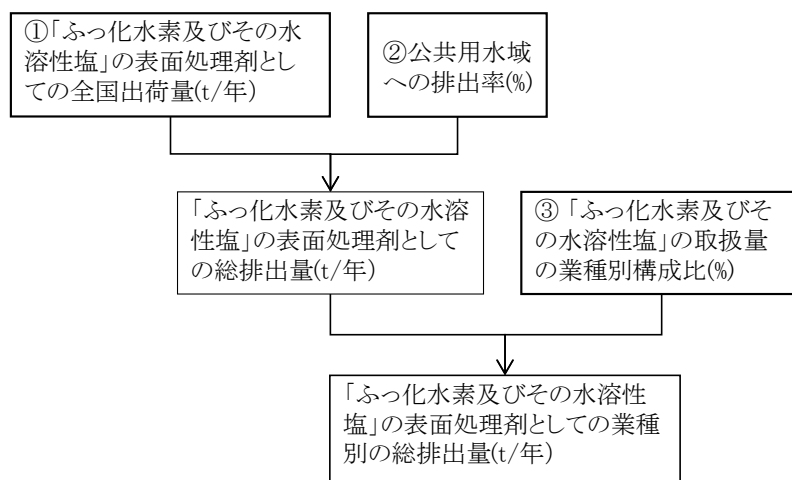 ①「ふっ化水素及びその水
溶性塩」の表面処理剤とし
ての全国出荷量(t/年)
②公共用水域
への排出率(%)
「ふっ化水素及びその水溶
性塩」の表面処理剤として
の総排出量(t/年)
③「ふっ化水素及びそ
の水溶性塩」の取扱量
の業種別構成比(%)
「ふっ化水素及びその水溶性
塩」の表面処理剤としての業種
別の総排出量(t/年)